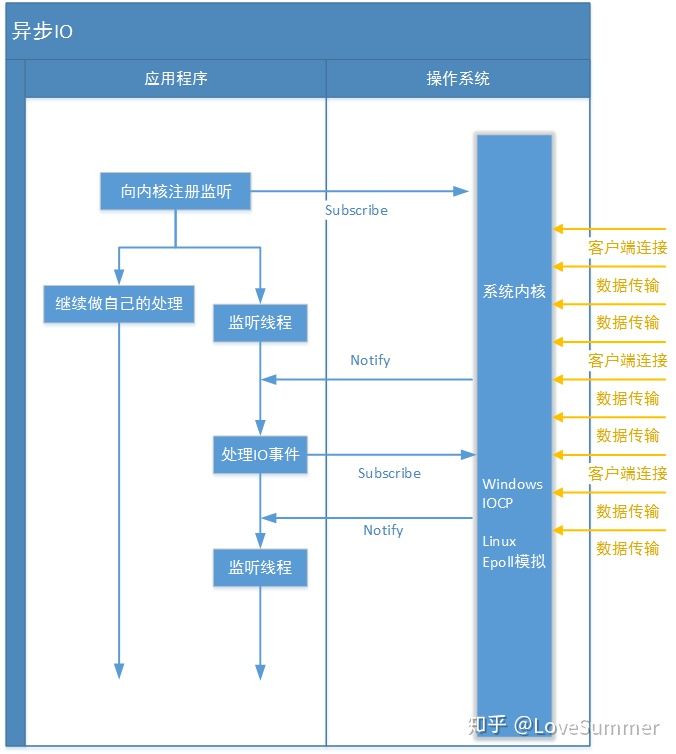 异步IO
应用程序
操作系统
向内核注册监听
Subscribe
客户端连接
继续做自己的处理
监听线程
系统内核
数据传输
数据传输
Notify
客户端连接
数据传输
处理IO事件
数据传输
Subscribe
客户端连接
Windows
IOCP
数据传输
Notify
Linux
Epoll模拟
数据传输
监听线程
知乎 @LoveSummer